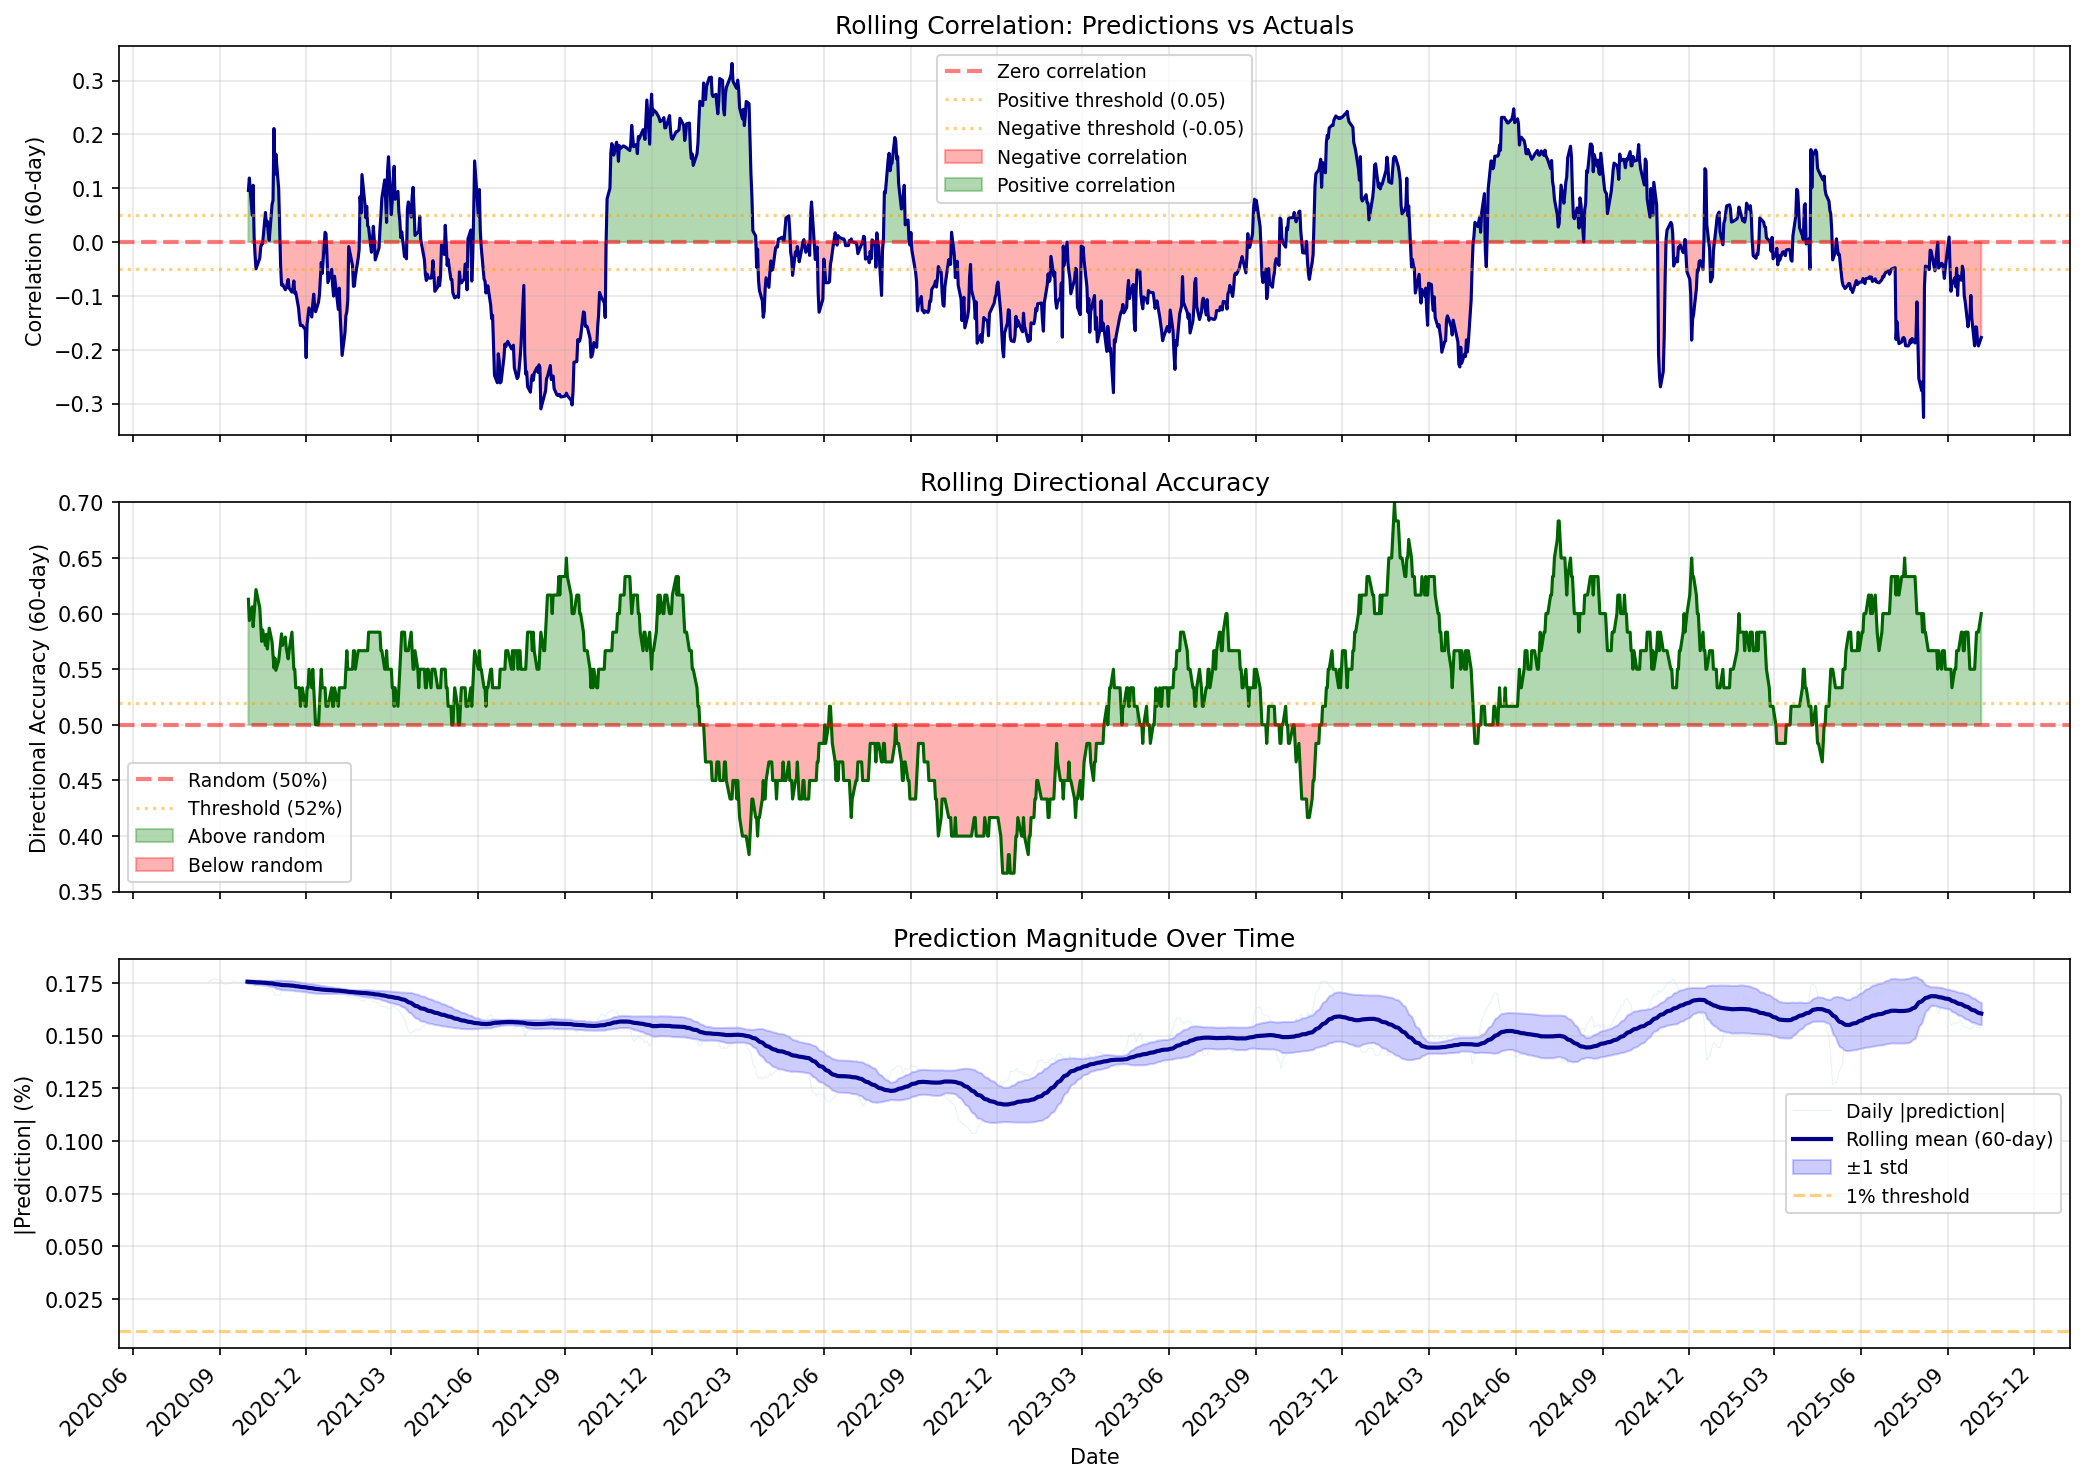 Rolling Correlation: Predictions vs Actuals
Correlation (60-day)
0.3
0.2
0.1
0.0
−0.1
−0.2
−0.3
Zero correlation
Positive threshold (0.05)
Negative threshold (-0.05)
Negative correlation
Positive correlation
Rolling Directional Accuracy
Directional Accuracy (60-day)
0.70
0.65
0.60
0.55
0.50
0.45
0.40
0.35
Random (50%)
Threshold (52%)
Above random
Below random
Prediction Magnitude Over Time
|Prediction| (%)
0.175
0.150
0.125
0.100
0.075
0.050
0.025
Daily |prediction|
Rolling mean (60-day)
±1 std
1% threshold
2020-06
2020-09
2020-12
2021-03
2021-06
2021-09
2021-12
2022-03
2022-06
2022-09
2022-12
2023-03
2023-06
2023-09
2023-12
2024-03
2024-06
2024-09
2024-12
2025-03
2025-06
2025-09
2025-12
Date